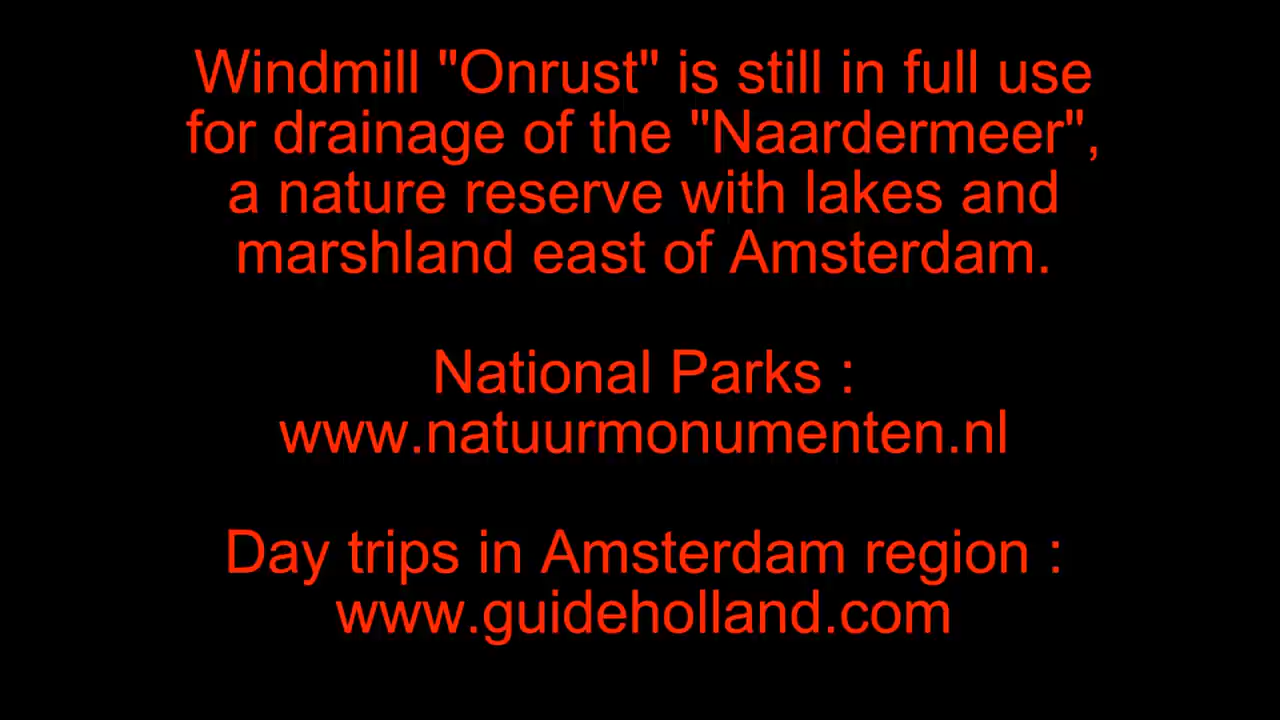 Windmill "Onrust" is still in full use
for drainage of the "Naardermeer",
a nature reserve with lakes and
marshland east of Amsterdam.
National Parks :
www.natuurmonumenten.nl
Day trips in Amsterdam region :
www.guideholland.com